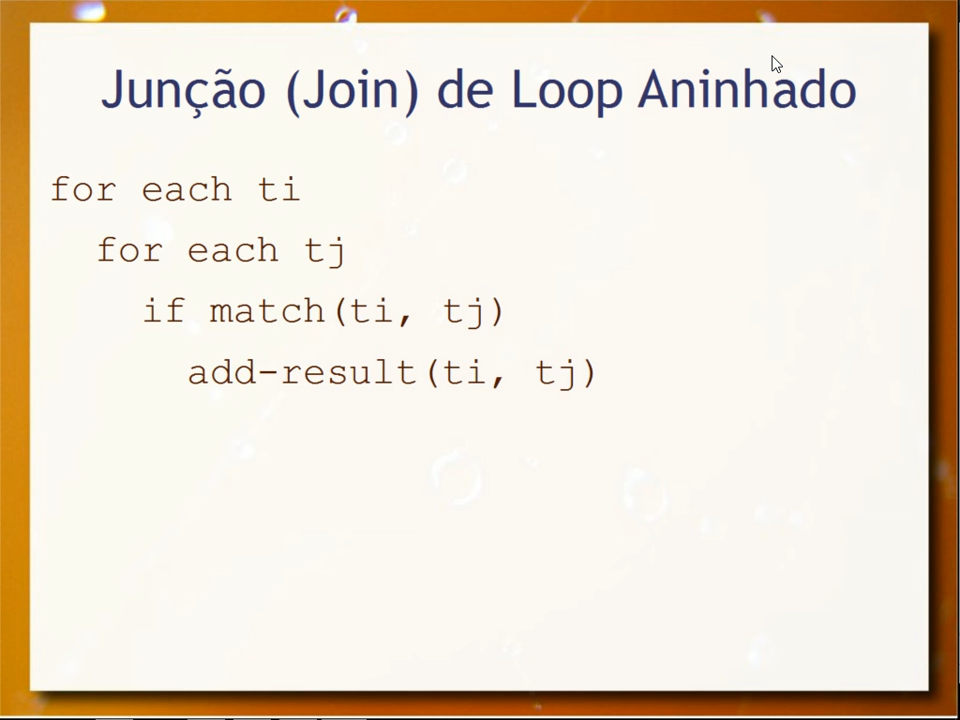 Junção (Join) de Loop Aninhado
for each ti
for each tj
if match(ti, tj)
add-result(ti, tj)